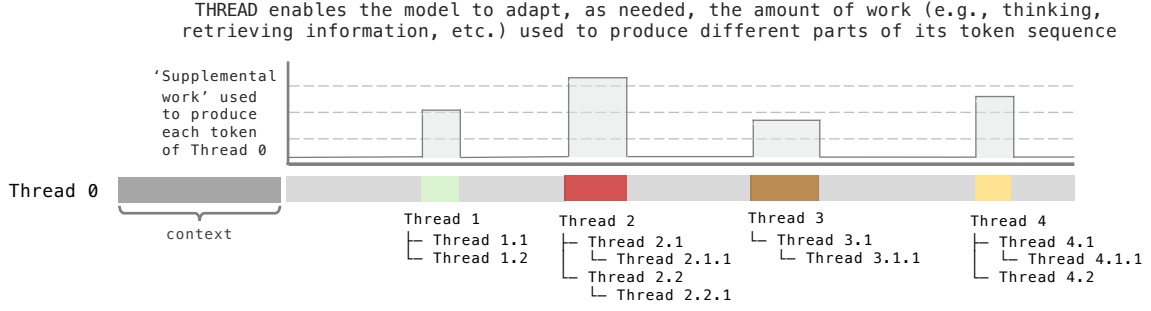 THREAD enables the model to adapt, as needed, the amount of work (e.g., thinking,
retrieving information, etc.) used to produce different parts of its token sequence
‘Supplemental
work’ used
to produce
each token
of Thread 0
Thread 0
context
Thread 1
Thread 1.1
Thread 1.2
Thread 2
Thread 2.1
Thread 2.1.1
Thread 2.2
Thread 2.2.1
Thread 3
Thread 3.1
Thread 3.1.1
Thread 4
Thread 4.1
Thread 4.1.1
Thread 4.2